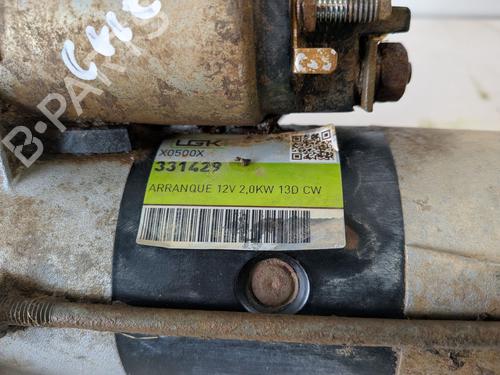 B-PARTS
LGK
X0500X
331429
ARRANQUE 12V 2,0KW 13D CW